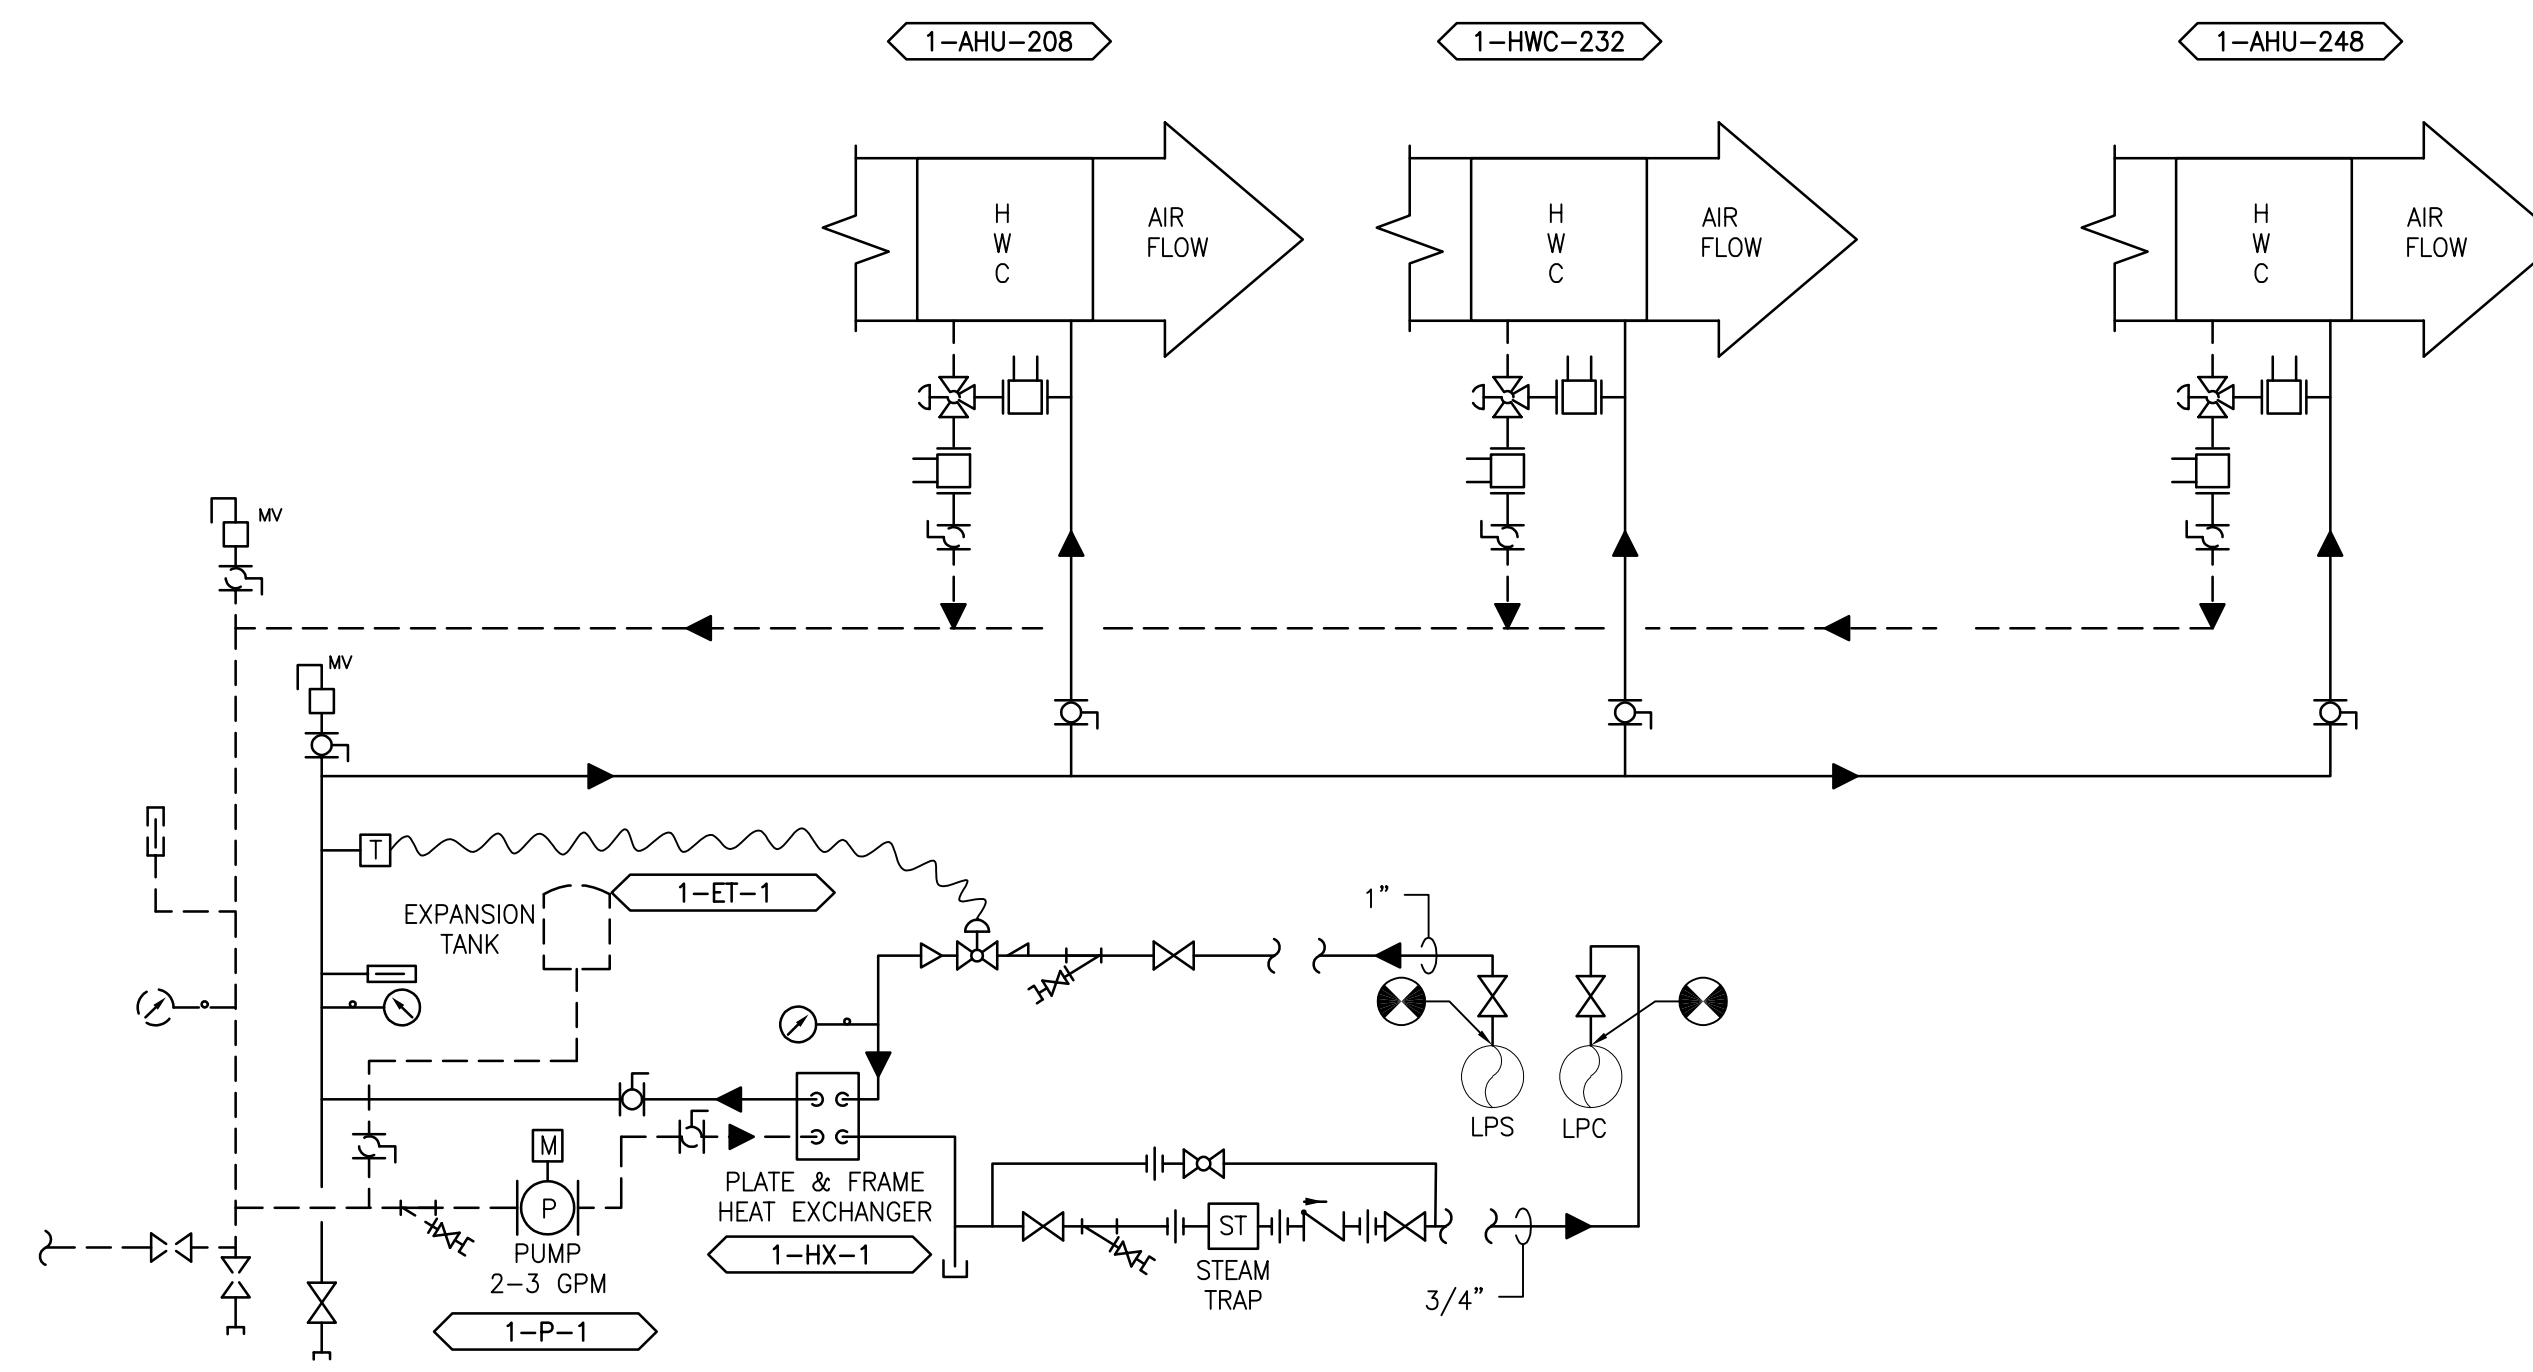 1-AHU-208
1-HWC-232
1-AHU-248
H
W
C
AIR
FLOW
H
W
C
AIR
FLOW
H
W
C
AIR
FLOW
MV
MV
T
1-ET-1
EXPANSION
TANK
1"
LPS
LPC
M
P
PUMP
2-3 GPM
1-P-1
PLATE & FRAME
HEAT EXCHANGER
1-HX-1
ST
STEAM
TRAP
3/4"